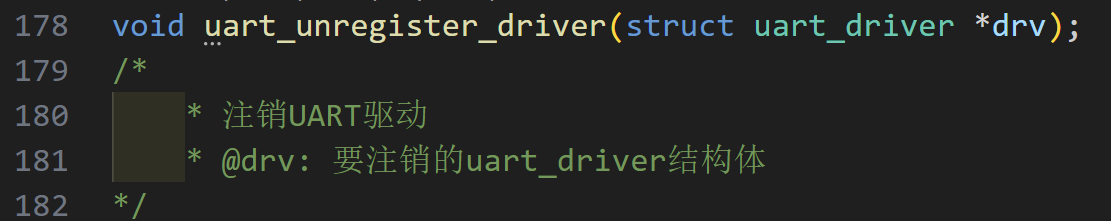 178 void uart_unregister_driver(struct uart_driver *drv);
179 /*
180     * 注销UART驱动
181     * @drv: 要注销的uart_driver结构体
182 */